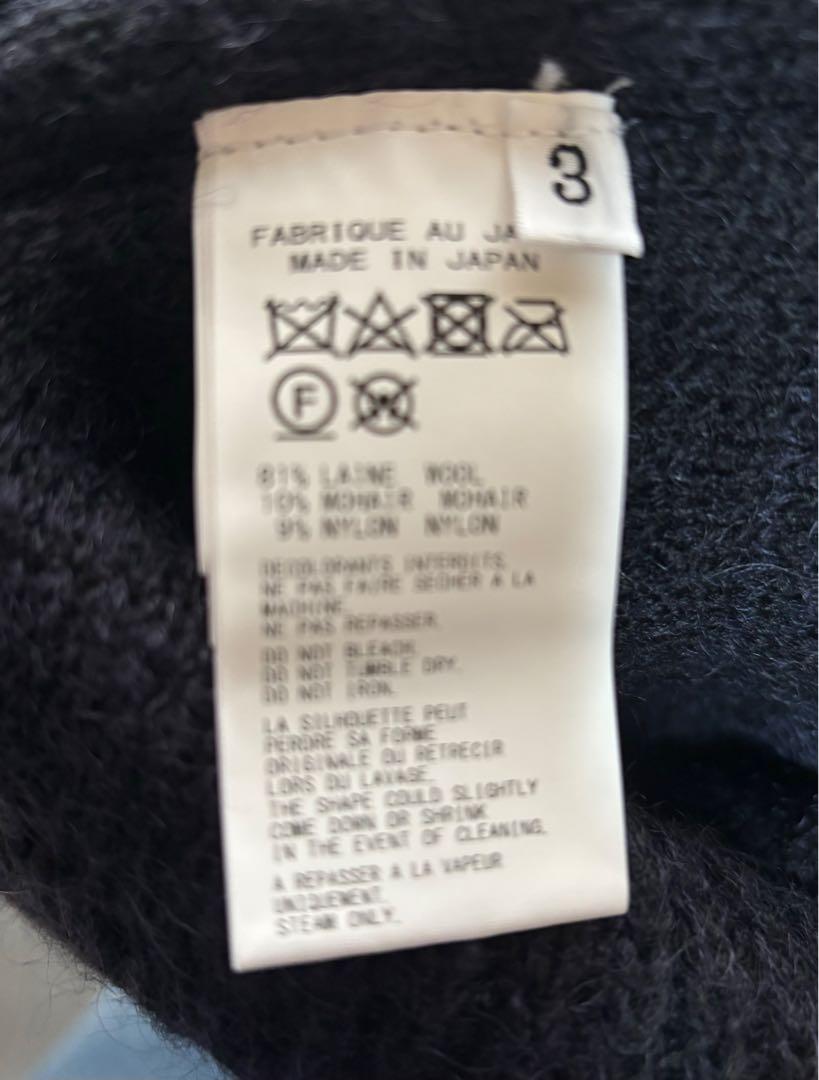 3
FABRIQUE AU JA
MADE IN JAPAN
F
W
81% LAINE WOOL
10% MOHAIR MOHAIR
9% NYLON NYLON
DECOLORANTS INTERDITS.
NE PAS FAIRE SECHER A LA
MACHINE.
NE PAS REPASSER.
DO NOT BLEACH.
DO NOT TUMBLE DRY.
DO NOT IRON.
LA SILHOUETTE PEUT
PERDRE SA FORME
ORIGINALE OU RETRECIR
LORS DU LAVAGE.
THE SHAPE COULD SLIGHTLY
COME DOWN OR SHRINK
IN THE EVENT OF CLEANING.
A REPASSER A LA VAPEUR
UNIQUEMENT.
STEAM ONLY.